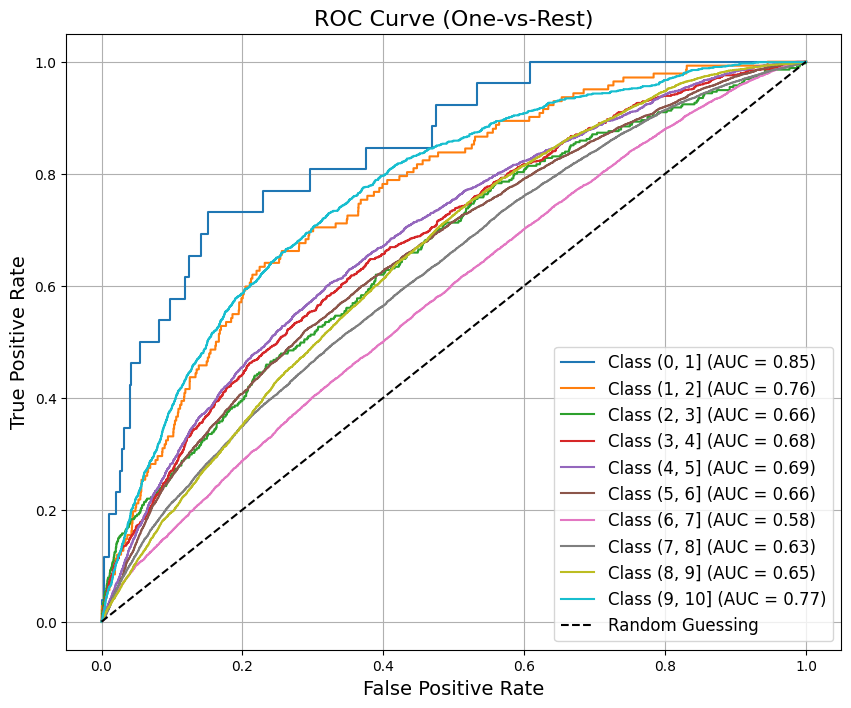 ROC Curve (One-vs-Rest)
True Positive Rate
1.0
0.8
0.6
0.4
0.2
0.0
0.0 0.2 0.4 0.6 0.8 1.0
False Positive Rate
Class (0, 1] (AUC = 0.85)
Class (1, 2] (AUC = 0.76)
Class (2, 3] (AUC = 0.66)
Class (3, 4] (AUC = 0.68)
Class (4, 5] (AUC = 0.69)
Class (5, 6] (AUC = 0.66)
Class (6, 7] (AUC = 0.58)
Class (7, 8] (AUC = 0.63)
Class (8, 9] (AUC = 0.65)
Class (9, 10] (AUC = 0.77)
Random Guessing